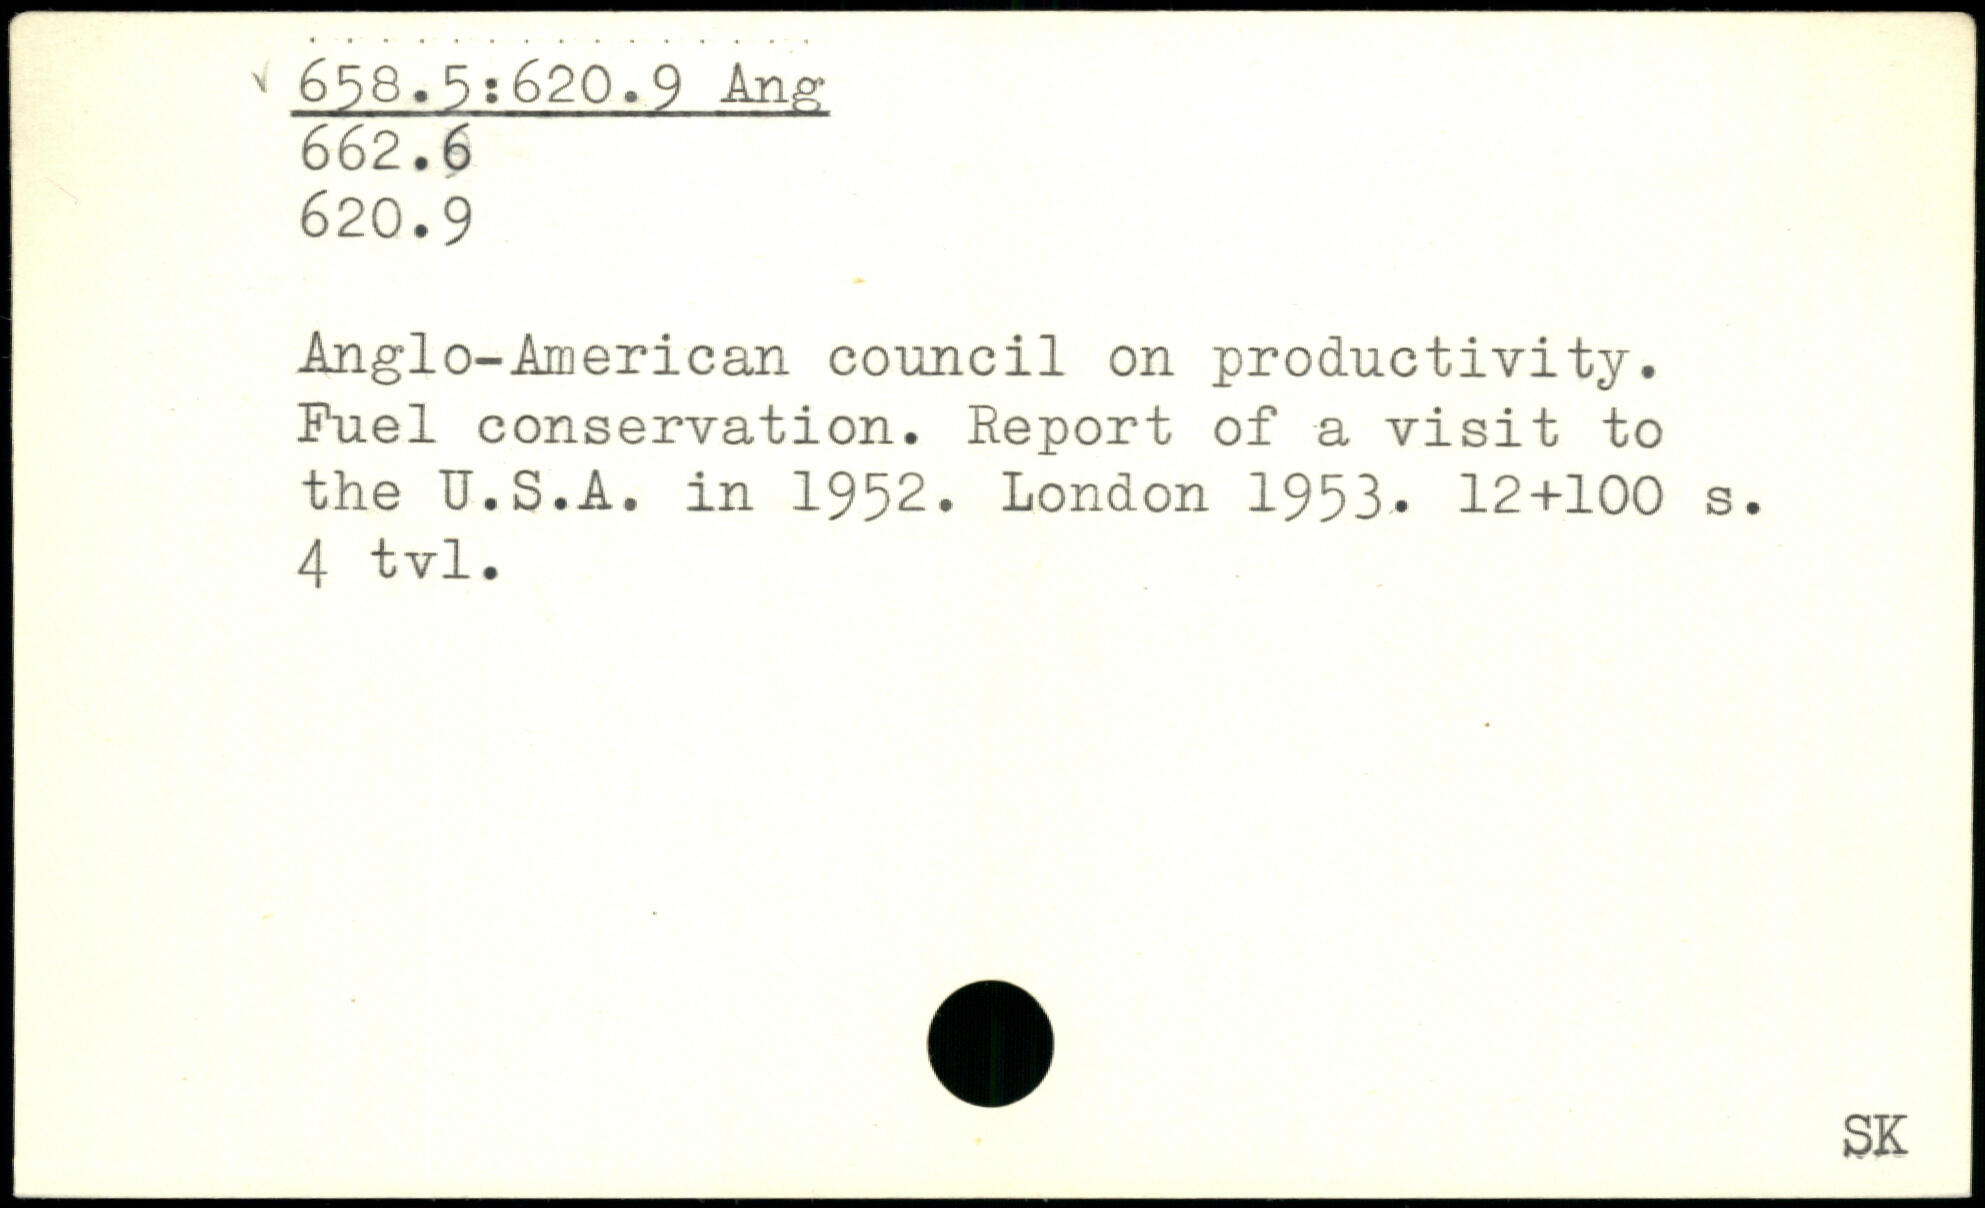 658.5:620.9 Ang
662.6
620.9
Anglo-American council on productivity.
Fuel conservation. Report of a visit to
the U.S.A. in 1952. London 1953. 12+100 s.
4 tvl.
SK